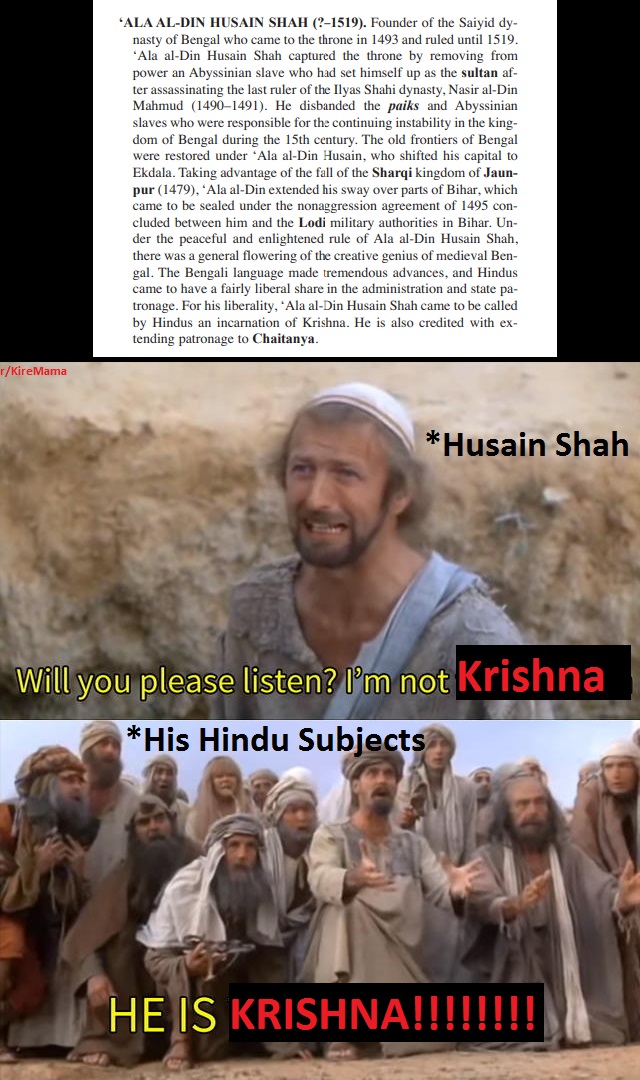 ‘ALA AL-DIN HUSAIN SHAH (?–1519). Founder of the Saiyid dy-
nasty of Bengal who came to the throne in 1493 and ruled until 1519.
‘Ala al-Din Husain Shah captured the throne by removing from
power an Abyssinian slave who had set himself up as the sultan af-
ter assassinating the last ruler of the Ilyas Shahi dynasty, Nasir al-Din
Mahmud (1490–1491). He disbanded the paiks and Abyssinian
slaves who were responsible for the continuing instability in the king-
dom of Bengal during the 15th century. The old frontiers of Bengal
were restored under ‘Ala al-Din Husain, who shifted his capital to
Ekdala. Taking advantage of the fall of the Sharqi kingdom of Jaun-
pur (1479), ‘Ala al-Din extended his sway over parts of Bihar, which
came to be sealed under the nonaggression agreement of 1495 con-
cluded between him and the Lodi military authorities in Bihar. Un-
der the peaceful and enlightened rule of Ala al-Din Husain Shah,
there was a general flowering of the creative genius of medieval Ben-
gal. The Bengali language made tremendous advances, and Hindus
came to have a fairly liberal share in the administration and state pa-
tronage. For his liberality, ‘Ala al-Din Husain Shah came to be called
by Hindus an incarnation of Krishna. He is also credited with ex-
tending patronage to Chaitanya.
r/KireMama
*Husain Shah
Will you please listen? I’m not Krishna
*His Hindu Subjects
HE IS KRISHNA!!!!!!!!